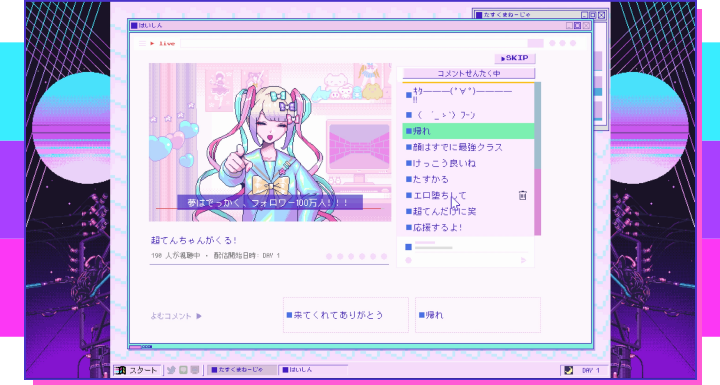 たすくまねーじゃ
はいしん
Live
▶SKIP
コメントせんたく中
ｷﾀ━━━(ﾟ∀ﾟ)━━━━
!!
( ´_ゝ`) ﾌｰﾝ
帰れ
顔はすでに最強クラス
けっこう良いね
たすかる
エロ堕ちして
超てんだけに笑
応援するよ!
夢はでっかく、フォロワー100万人!!!
超てんちゃんがくる!
190 人が視聴中 ・ 配信開始日時：DAY 1
よむコメント ▶
来てくれてありがとう
帰れ
スタート
たすくまねーじゃ
はいしん
DAY 1